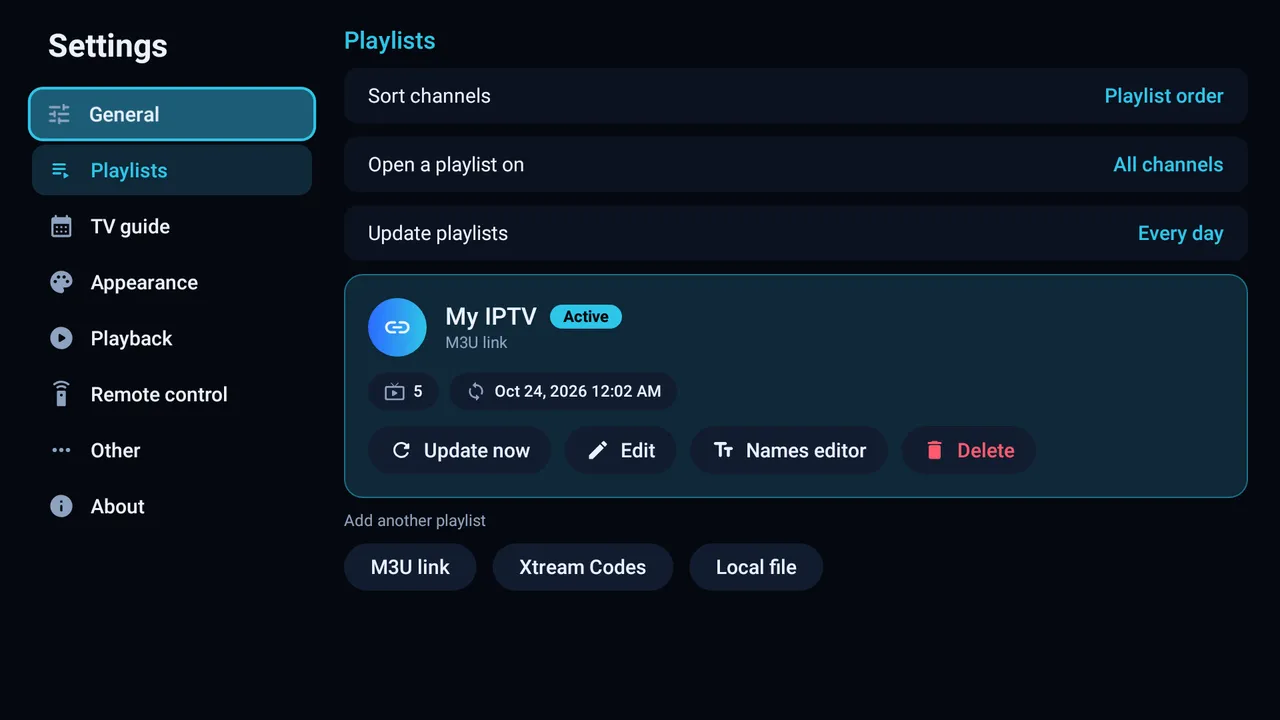 Settings
General
Playlists
TV guide
Appearance
Playback
Remote control
Other
About
Playlists
Sort channels
Playlist order
Open a playlist on
All channels
Update playlists
Every day
My IPTV
Active
M3U link
5
Oct 24, 2026 12:02 AM
Update now
Edit
Names editor
Delete
Add another playlist
M3U link
Xtream Codes
Local file